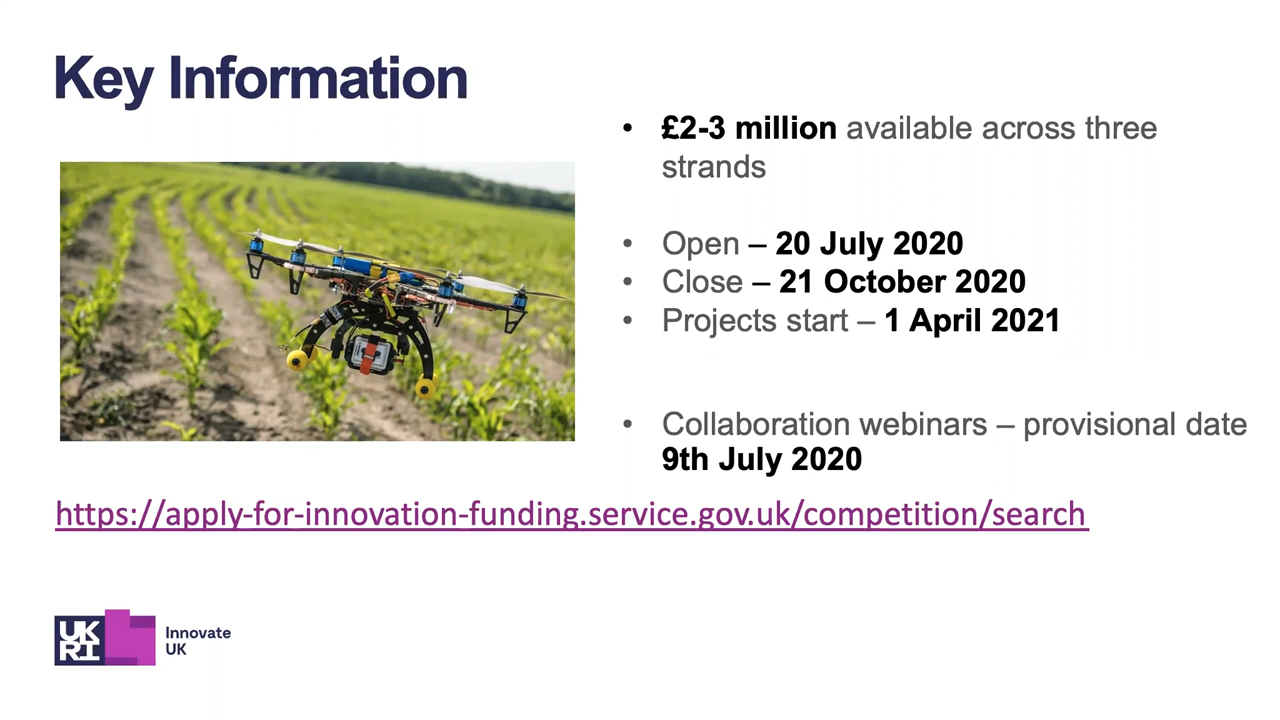 Key Information
• £2-3 million available across three
strands
• Open – 20 July 2020
• Close – 21 October 2020
• Projects start – 1 April 2021
• Collaboration webinars – provisional date
9th July 2020
https://apply-for-innovation-funding.service.gov.uk/competition/search
UK
RI
Innovate
UK